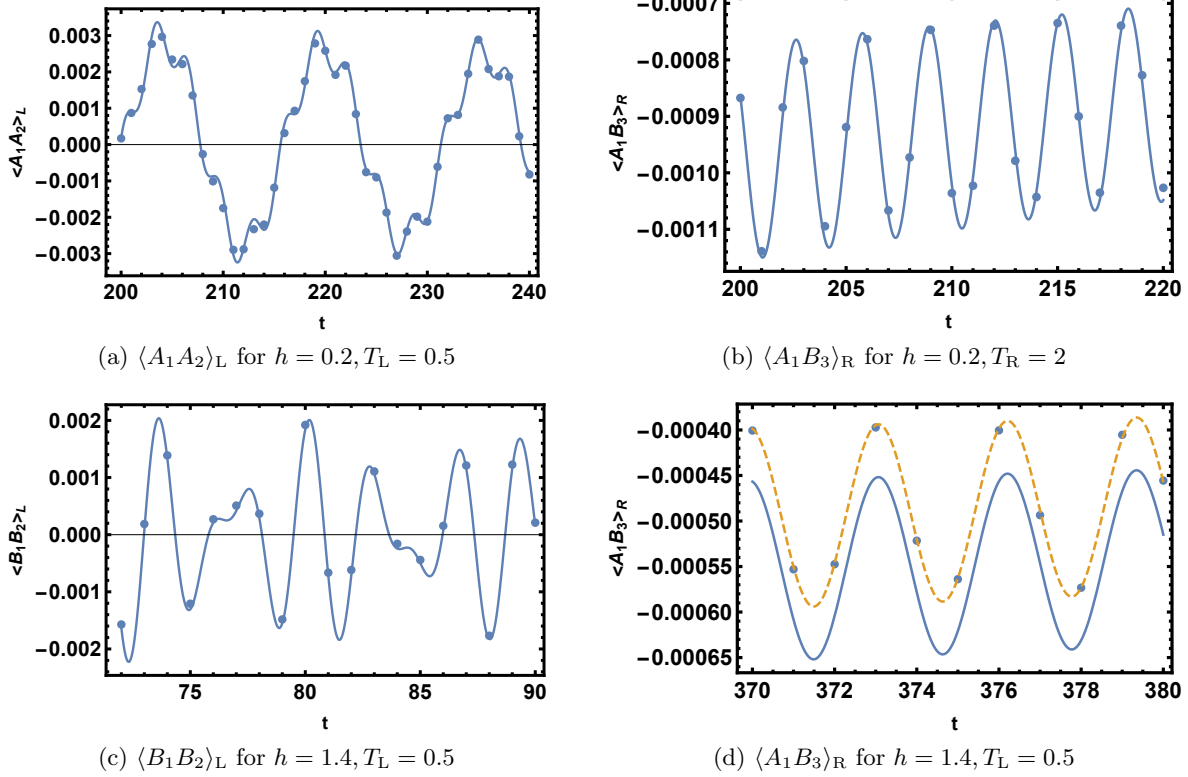 0.003
0.002
0.001
0.000
−0.001
−0.002
−0.003
<A₁A₂>L
200 210 220 230 240
t
(a) ⟨A₁A₂⟩L for h = 0.2, TL = 0.5
−0.0007
−0.0008
−0.0009
−0.0010
−0.0011
<A₁B₃>R
200 205 210 215 220
t
(b) ⟨A₁B₃⟩R for h = 0.2, TR = 2
0.002
0.001
0.000
−0.001
−0.002
<B₁B₂>L
75 80 85 90
t
(c) ⟨B₁B₂⟩L for h = 1.4, TL = 0.5
−0.00040
−0.00045
−0.00050
−0.00055
−0.00060
−0.00065
<A₁B₃>R
370 372 374 376 378 380
t
(d) ⟨A₁B₃⟩R for h = 1.4, TL = 0.5